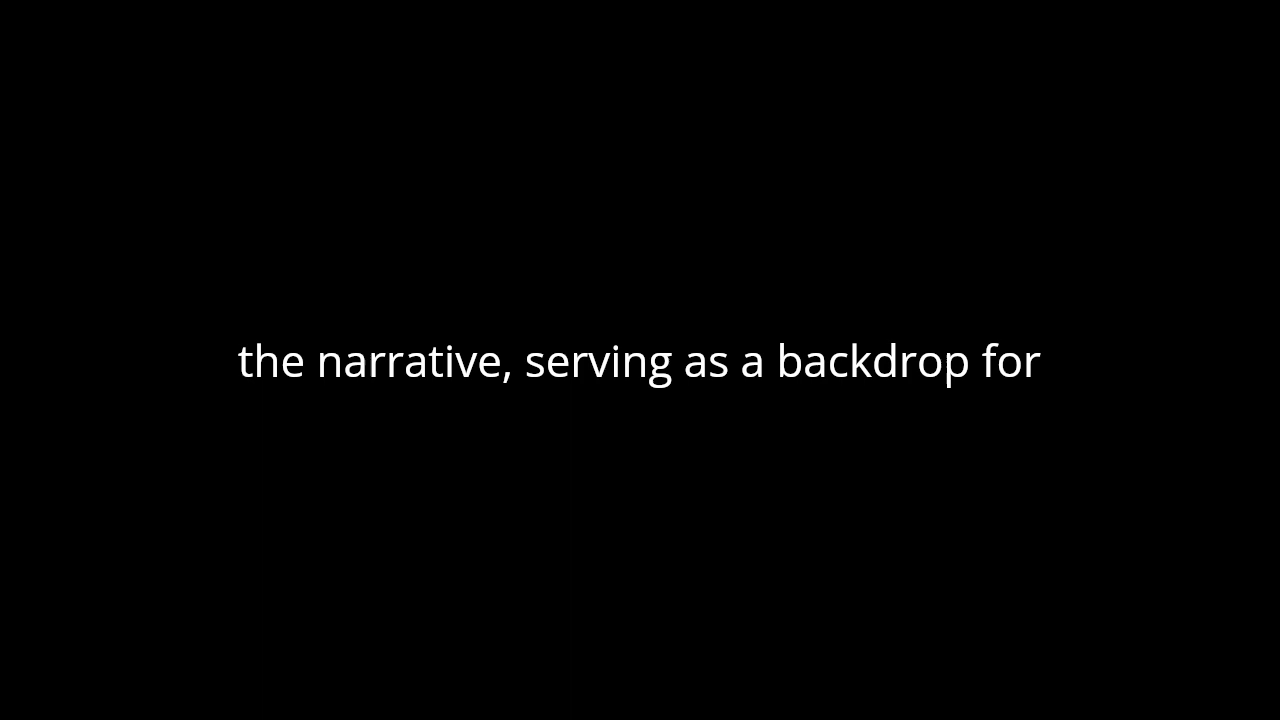 the narrative, serving as a backdrop for